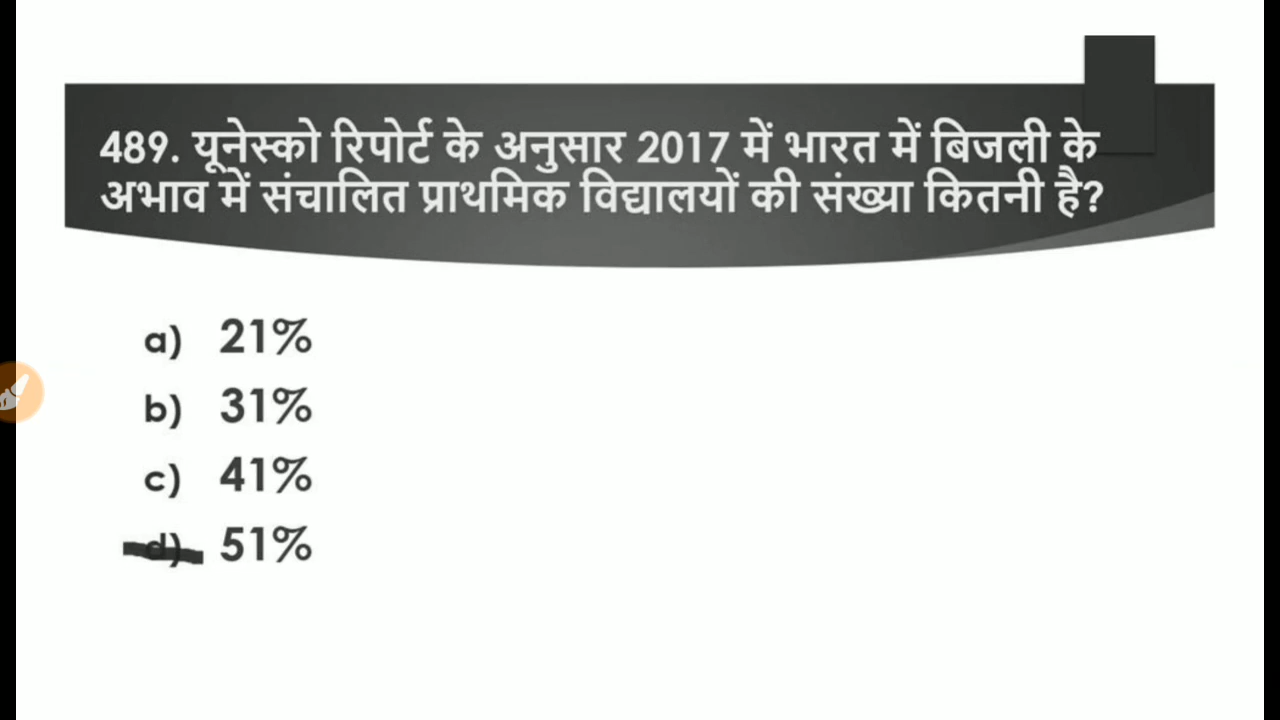 489. यूनेस्को रिपोर्ट के अनुसार 2017 में भारत में बिजली के
अभाव में संचालित प्राथमिक विद्यालयों की संख्या कितनी है?
a) 21%
b) 31%
c) 41%
d) 51%